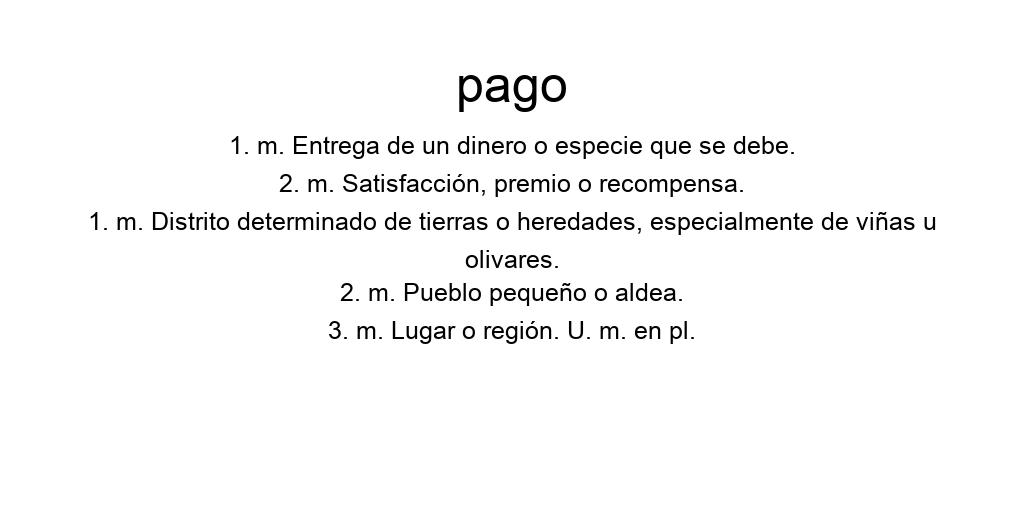 pago
1. m. Entrega de un dinero o especie que se debe.
2. m. Satisfacción, premio o recompensa.
1. m. Distrito determinado de tierras o heredades, especialmente de viñas u
olivares.
2. m. Pueblo pequeño o aldea.
3. m. Lugar o región. U. m. en pl.